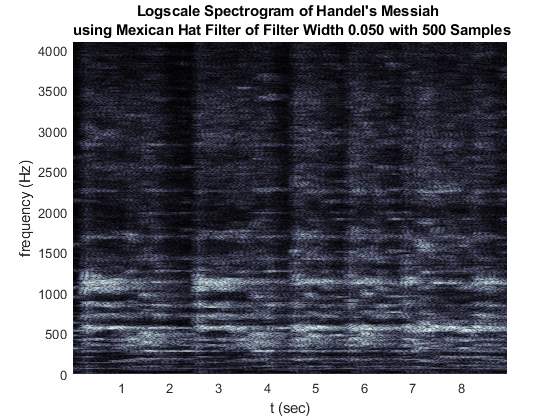 Logscale Spectrogram of Handel's Messiah
using Mexican Hat Filter of Filter Width 0.050 with 500 Samples
4000
3500
3000
2500
2000
1500
1000
500
0
frequency (Hz)
1 2 3 4 5 6 7 8
t (sec)